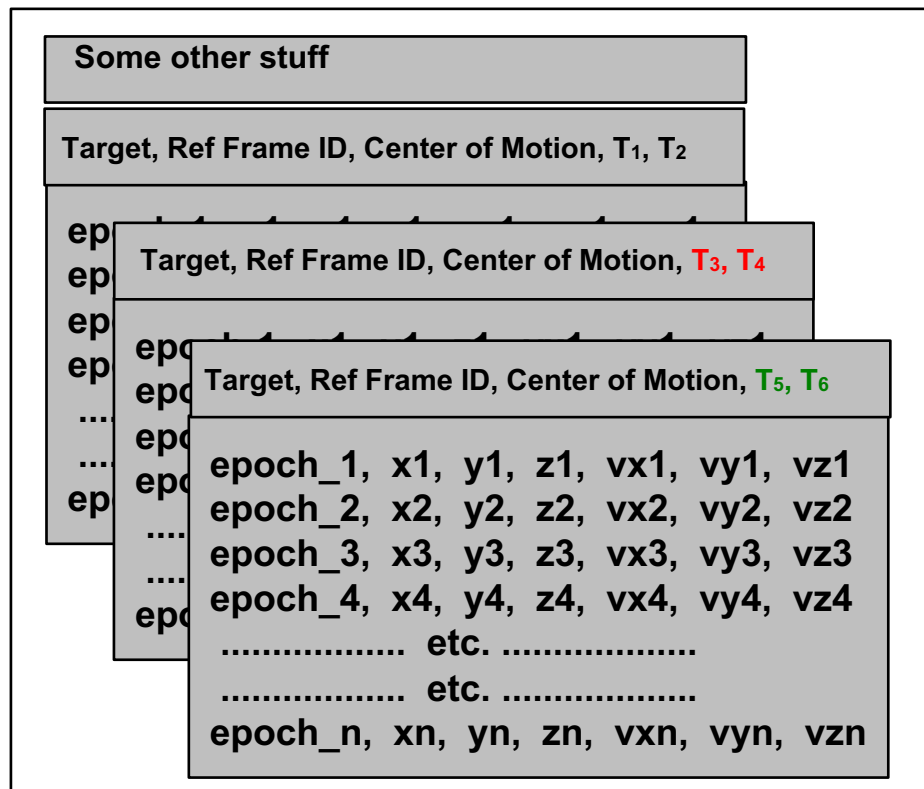 Some other stuff
Target, Ref Frame ID, Center of Motion, T₁, T₂
Target, Ref Frame ID, Center of Motion, T₃, T₄
Target, Ref Frame ID, Center of Motion, T₅, T₆
epoch_1, x1, y1, z1, vx1, vy1, vz1
epoch_2, x2, y2, z2, vx2, vy2, vz2
epoch_3, x3, y3, z3, vx3, vy3, vz3
epoch_4, x4, y4, z4, vx4, vy4, vz4
.................. etc. ...................
.................. etc. ...................
epoch_n, xn, yn, zn, vxn, vyn, vzn